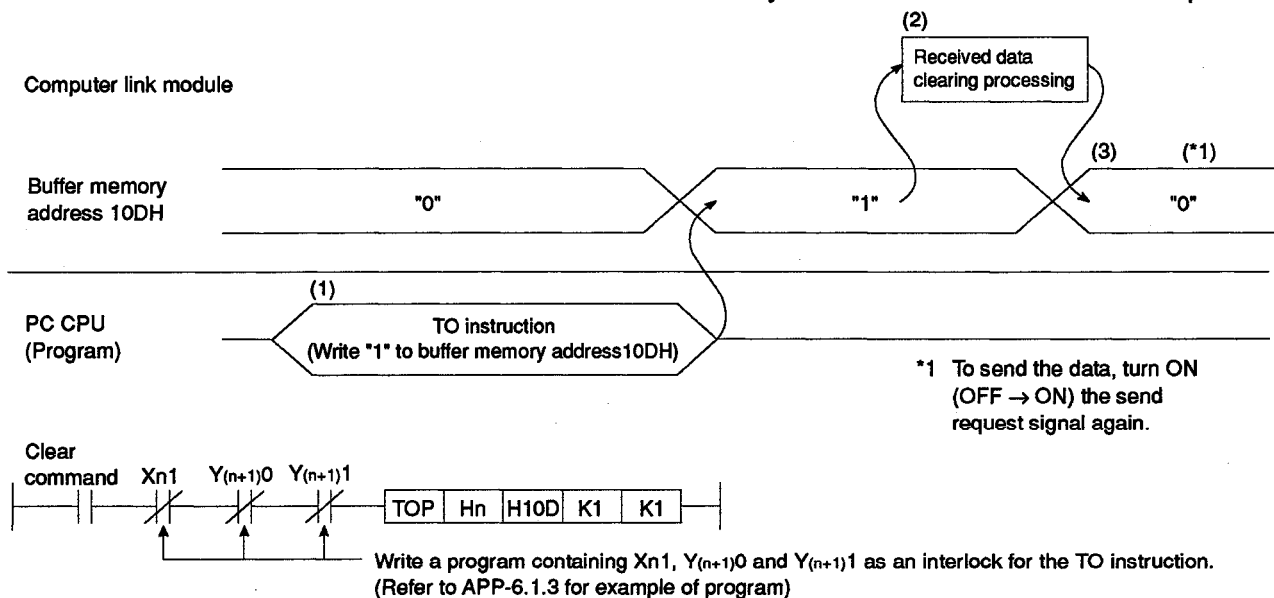 (2)
Received data
clearing processing
Computer link module
(3)
(*1)
Buffer memory
address 10DH
"0"
"1"
"0"
(1)
PC CPU
(Program)
TO instruction
(Write "1" to buffer memory address10DH)
*1 To send the data, turn ON
(OFF → ON) the send
request signal again.
Clear
command
Xn1
Y(n+1)0
Y(n+1)1
TOP Hn H10D K1 K1
Write a program containing Xn1, Y(n+1)0 and Y(n+1)1 as an interlock for the TO instruction.
(Refer to APP-6.1.3 for example of program)